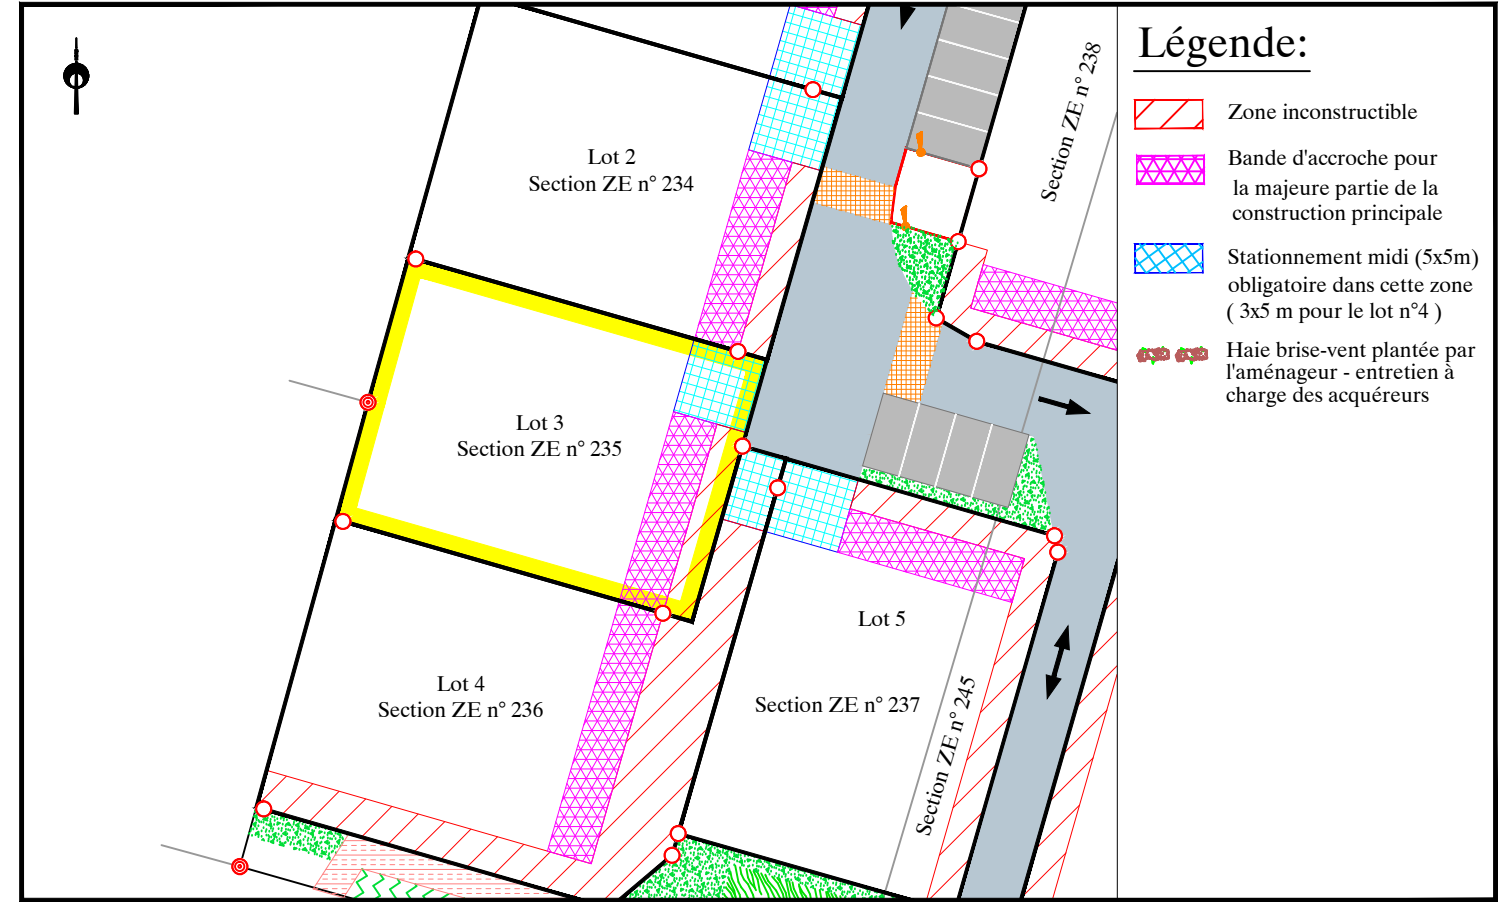 Légende:
Zone inconstructible
Bande d'accroche pour
la majeure partie de la
construction principale
Stationnement midi (5x5m)
obligatoire dans cette zone
( 3x5 m pour le lot n°4 )
Haie brise-vent plantée par
l'aménageur - entretien à
charge des acquéreurs
Section ZE n° 238
Lot 2
Section ZE n° 234
Lot 3
Section ZE n° 235
Lot 5
Section ZE n° 237
Lot 4
Section ZE n° 236
Section ZE n° 245